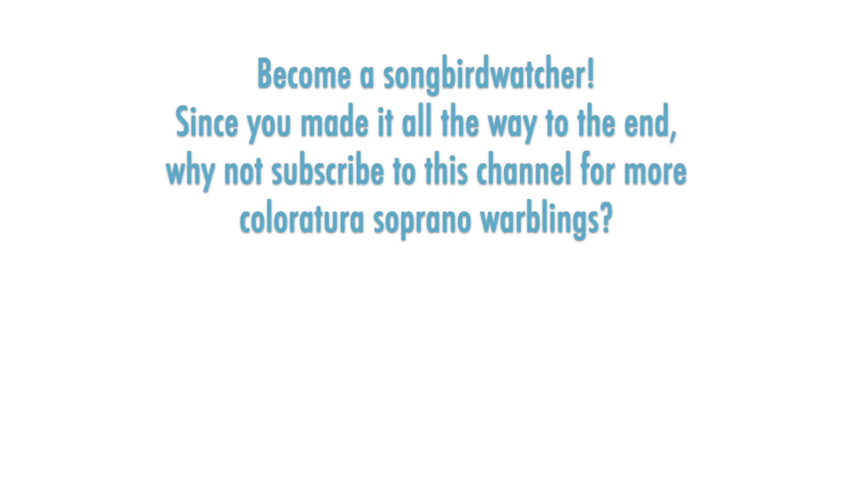 Become a songbirdwatcher!
Since you made it all the way to the end,
why not subscribe to this channel for more
coloratura soprano warblings?